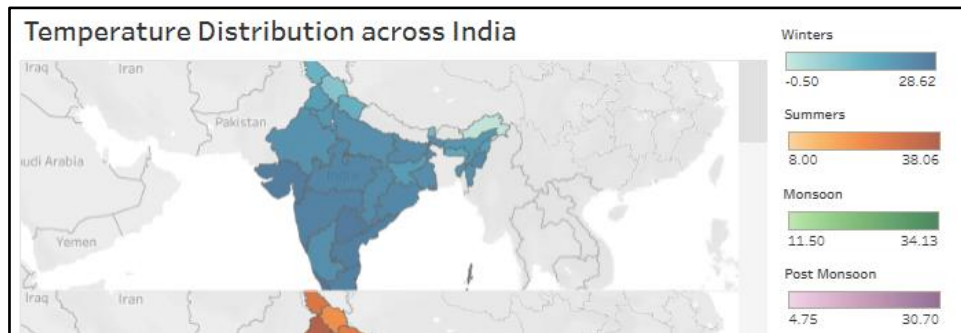 Temperature Distribution across India
Winters
-0.50 28.62
Summers
8.00 38.06
Monsoon
11.50 34.13
Post Monsoon
4.75 30.70
Iraq Iran
Pakistan
udi Arabia
Yemen
Iraq Iran